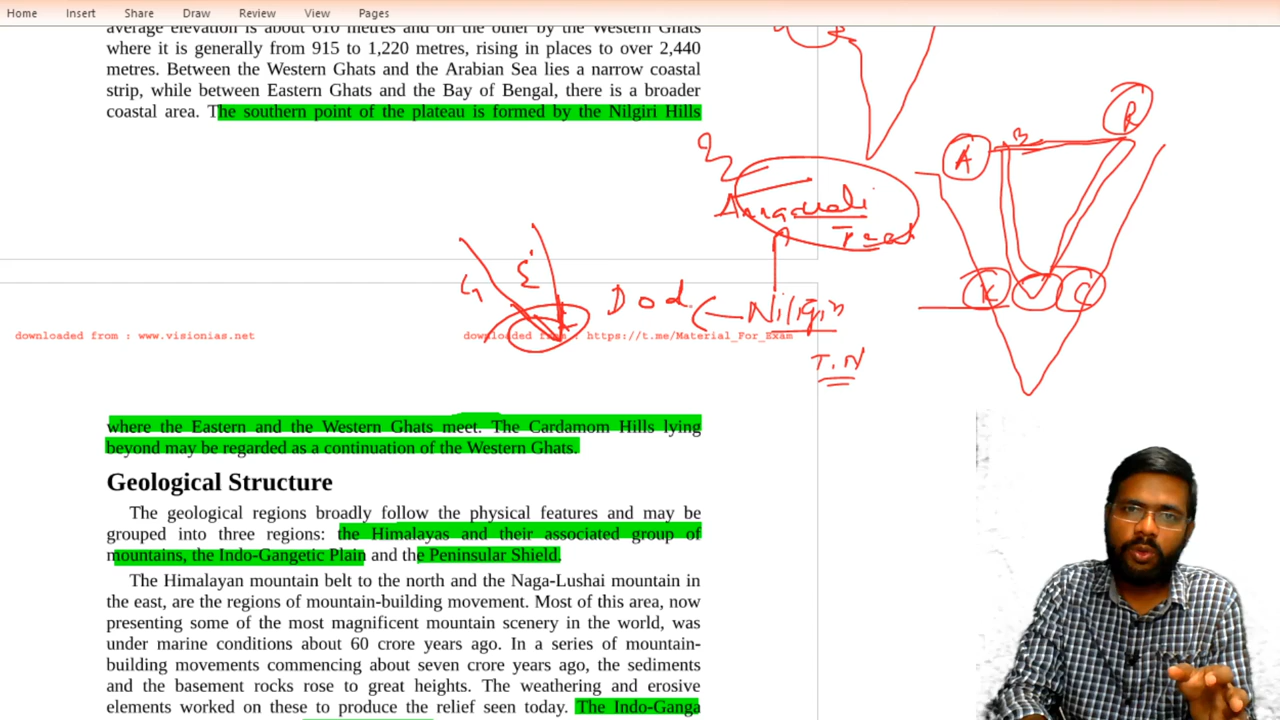 Home Insert Share Draw Review View Pages
average elevation is about 610 metres and on the other by the Western Ghats
where it is generally from 915 to 1,220 metres, rising in places to over 2,440
metres. Between the Western Ghats and the Arabian Sea lies a narrow coastal
strip, while between Eastern Ghats and the Bay of Bengal, there is a broader
coastal area. The southern point of the plateau is formed by the Nilgiri Hills
R
A
B
E
Dod
Nilgiri
K
C
downloaded from : www.visionias.net
downloaded from : https://t.me/Material_For_Exam
T.N
where the Eastern and the Western Ghats meet. The Cardamom Hills lying
beyond may be regarded as a continuation of the Western Ghats.
Geological Structure
The geological regions broadly follow the physical features and may be
grouped into three regions: the Himalayas and their associated group of
mountains, the Indo-Gangetic Plain and the Peninsular Shield.
The Himalayan mountain belt to the north and the Naga-Lushai mountain in
the east, are the regions of mountain-building movement. Most of this area, now
presenting some of the most magnificent mountain scenery in the world, was
under marine conditions about 60 crore years ago. In a series of mountain-
building movements commencing about seven crore years ago, the sediments
and the basement rocks rose to great heights. The weathering and erosive
elements worked on these to produce the relief seen today. The Indo-Ganga